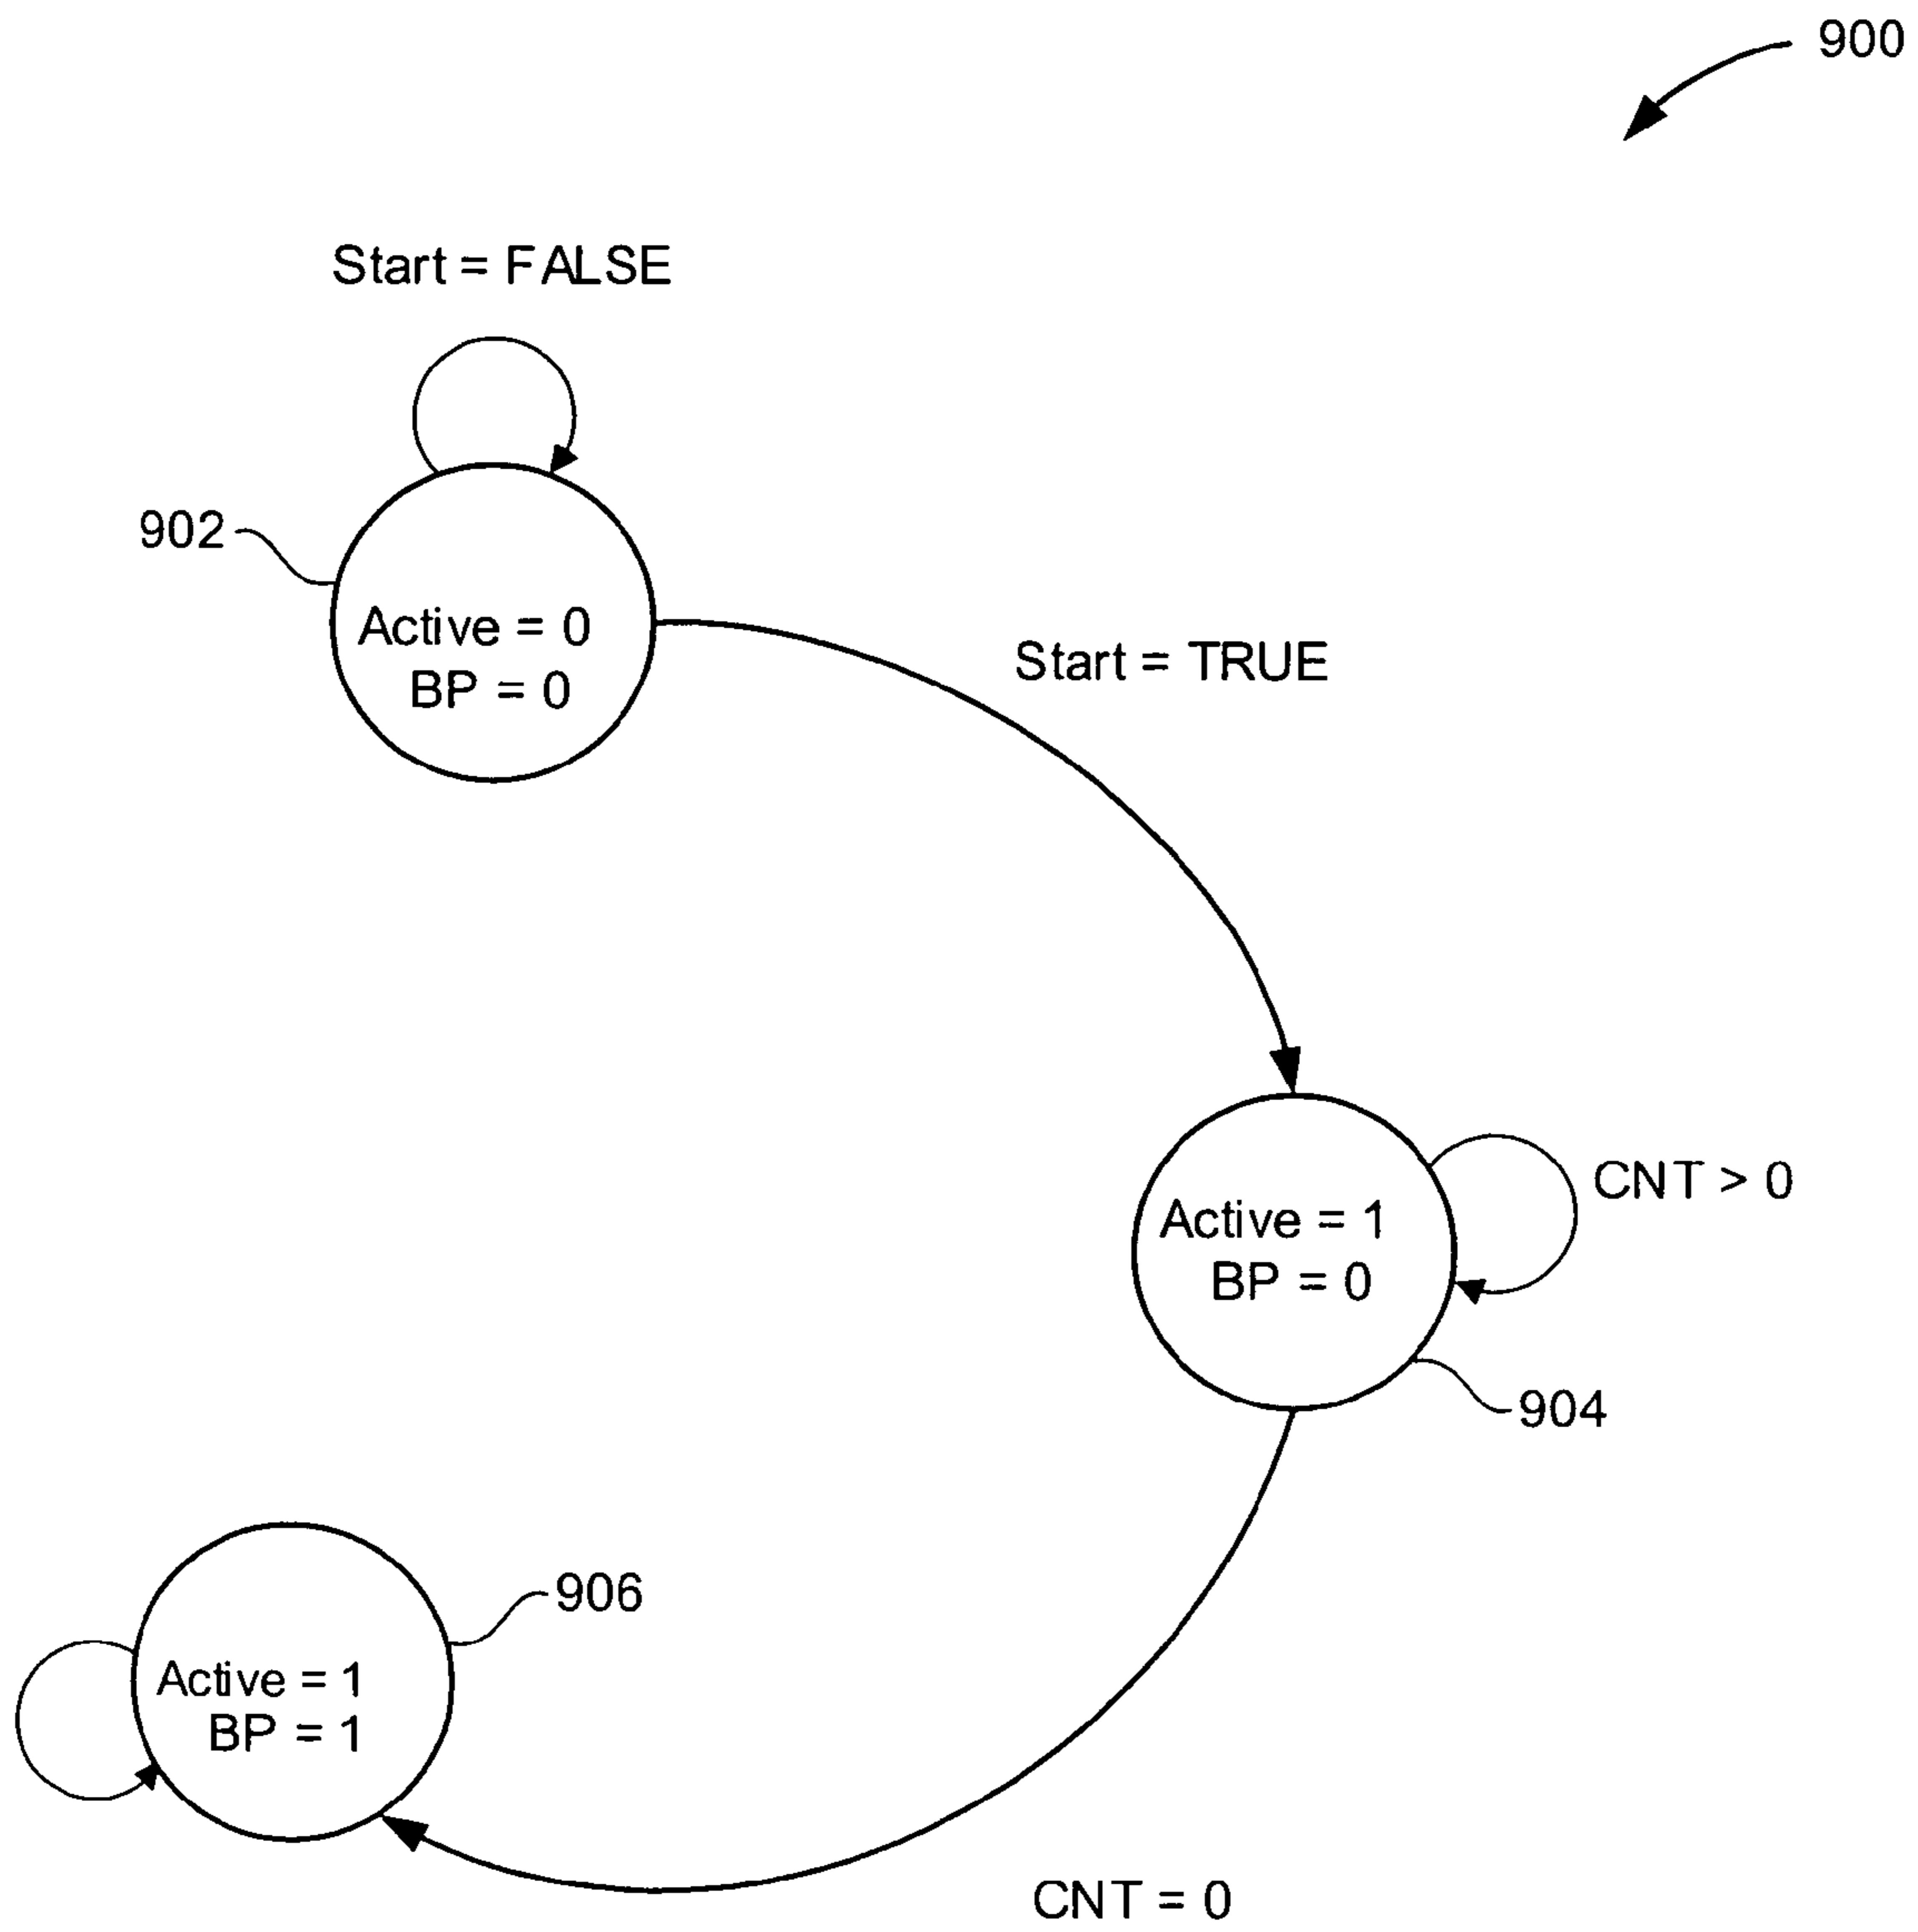 900
Start = FALSE
902
Active = 0
BP = 0
Start = TRUE
CNT > 0
Active = 1
BP = 0
904
906
Active = 1
BP = 1
CNT = 0